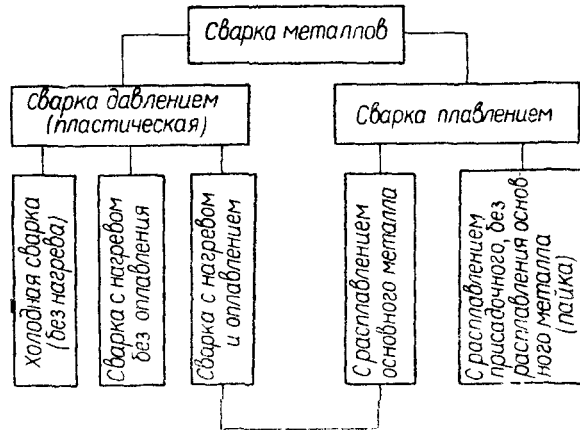 Сварка металлов
Сварка давлением
(пластическая)
Сварка плавлением
Холодная сварка
(без нагрева)
Сварка с нагревом
без оплавления
Сварка с нагревом
и оплавлением
С расплавлением
основного металла
С расплавлением
присадочного, без
расплавления основ-
ного металла
(пайка)